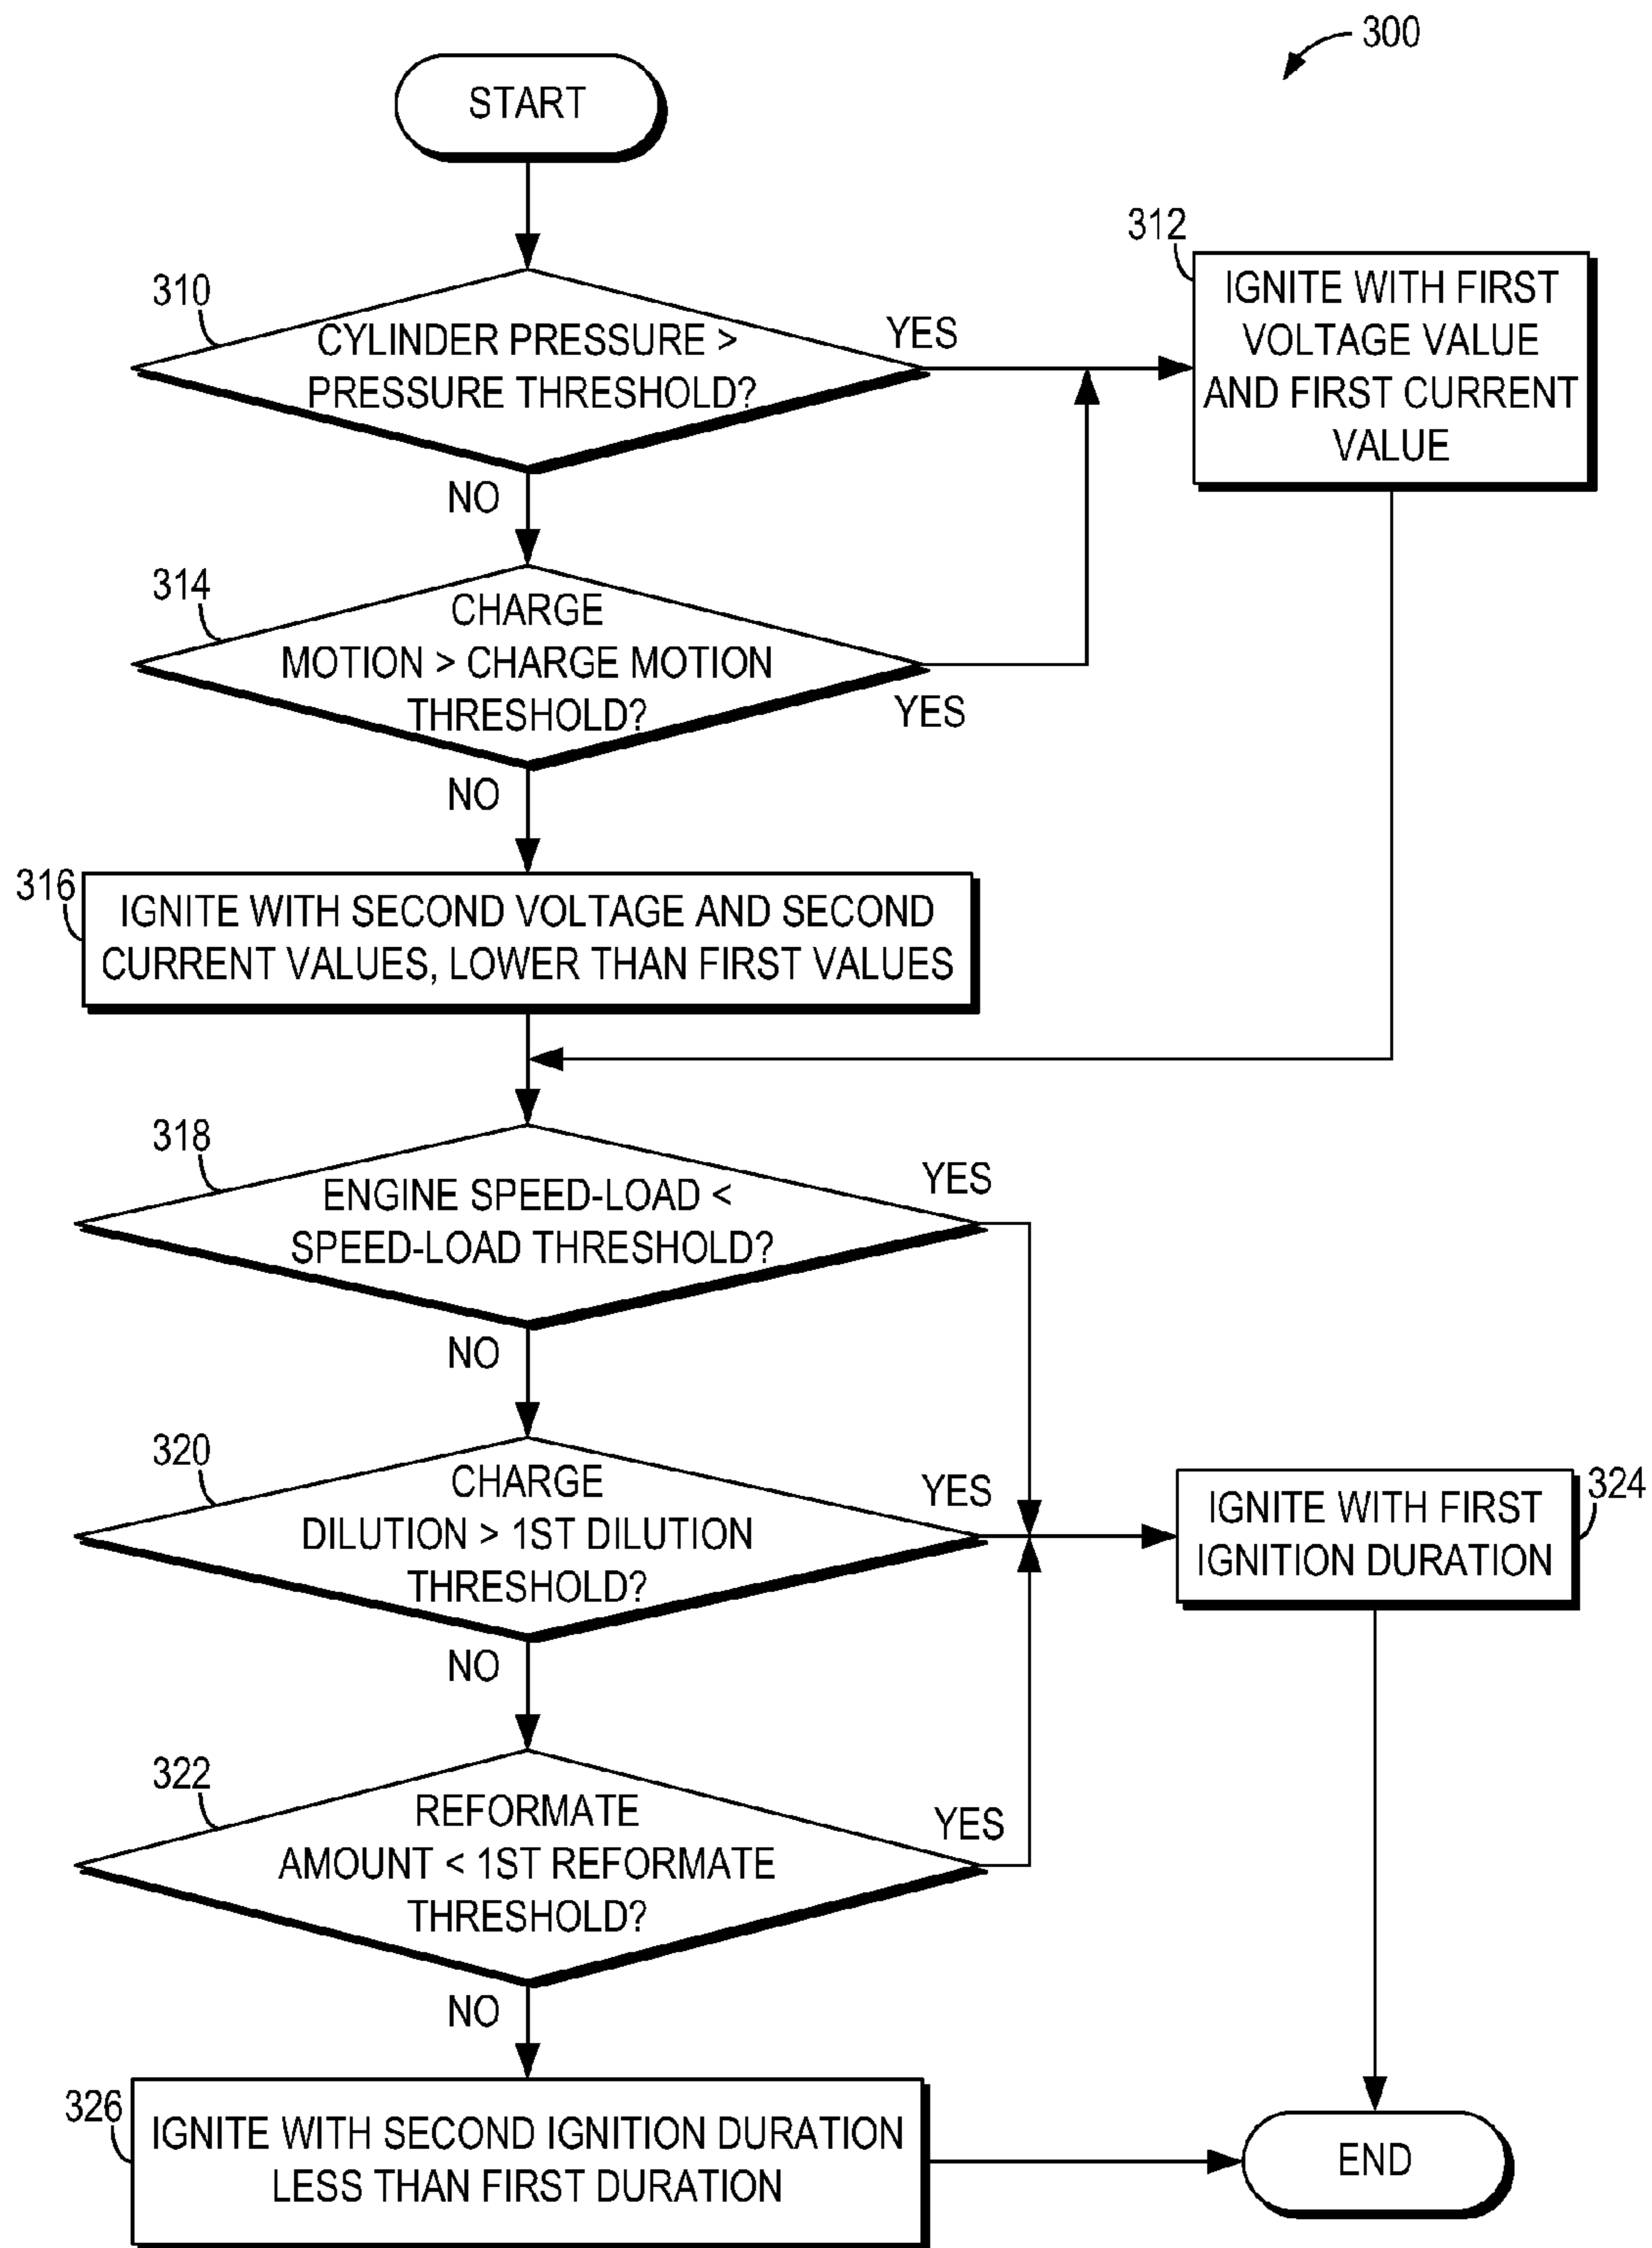 300
START
310
CYLINDER PRESSURE >
PRESSURE THRESHOLD?
YES
NO
312
IGNITE WITH FIRST
VOLTAGE VALUE
AND FIRST CURRENT
VALUE
314
CHARGE
MOTION > CHARGE MOTION
THRESHOLD?
YES
NO
316
IGNITE WITH SECOND VOLTAGE AND SECOND
CURRENT VALUES, LOWER THAN FIRST VALUES
318
ENGINE SPEED-LOAD <
SPEED-LOAD THRESHOLD?
YES
NO
320
CHARGE
DILUTION > 1ST DILUTION
THRESHOLD?
YES
NO
324
IGNITE WITH FIRST
IGNITION DURATION
322
REFORMATE
AMOUNT < 1ST REFORMATE
THRESHOLD?
YES
NO
326
IGNITE WITH SECOND IGNITION DURATION
LESS THAN FIRST DURATION
END